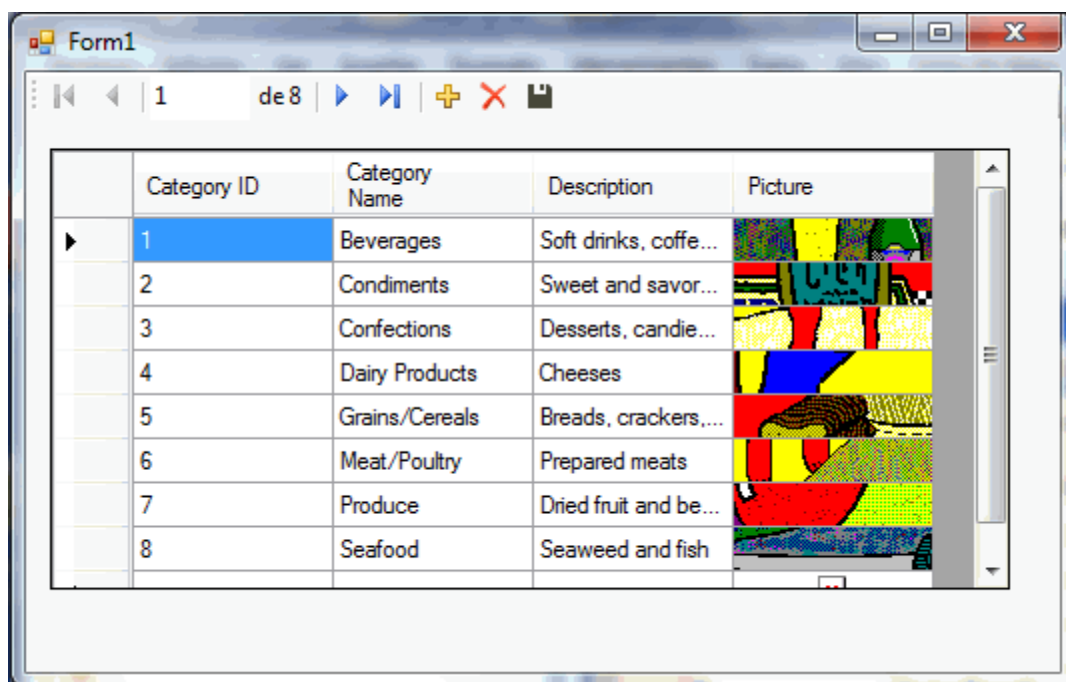 Form1
1 de 8
Category ID Category Name Description Picture
1 Beverages Soft drinks, coffe...
2 Condiments Sweet and savor...
3 Confections Desserts, candie...
4 Dairy Products Cheeses
5 Grains/Cereals Breads, crackers,...
6 Meat/Poultry Prepared meats
7 Produce Dried fruit and be...
8 Seafood Seaweed and fish